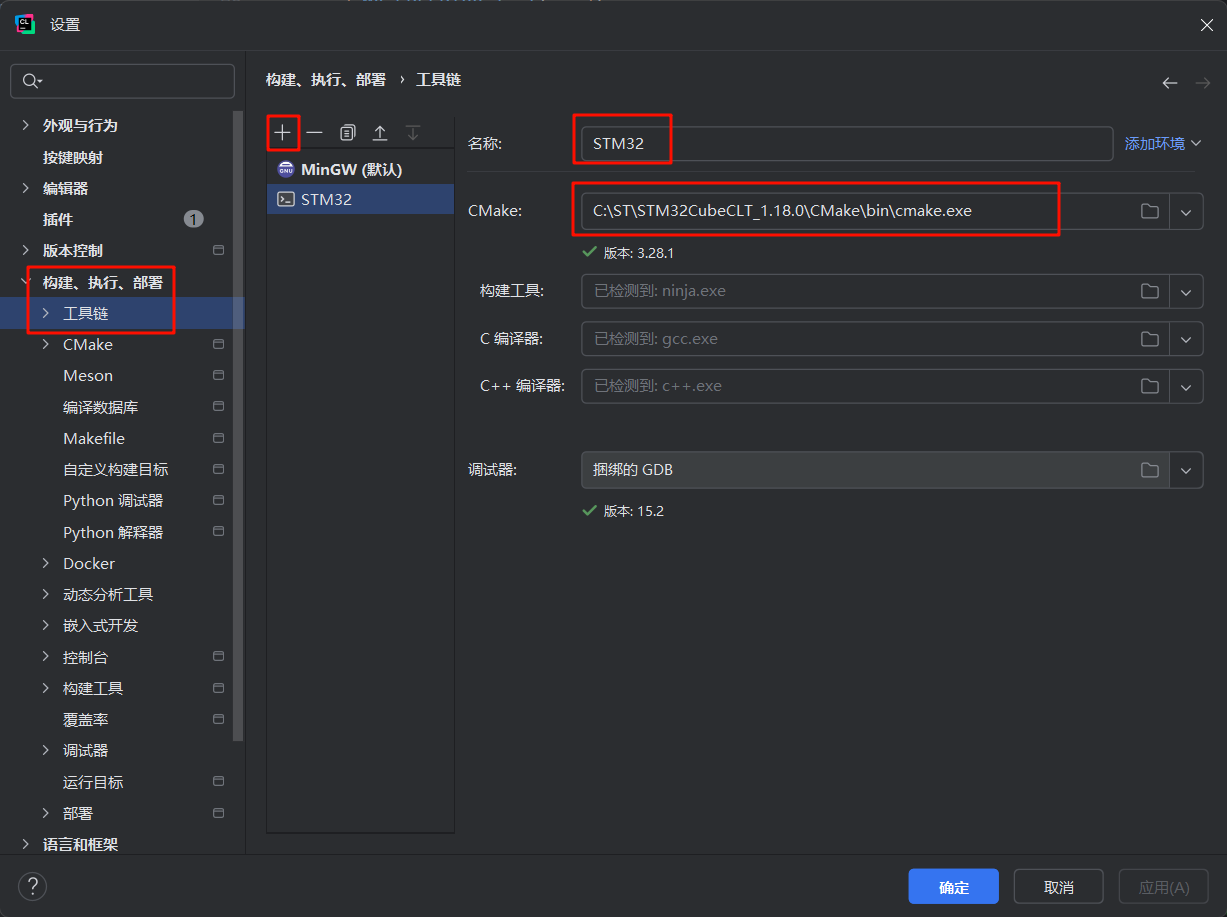 CL 设置
外观与行为
按键映射
编辑器
插件 1
版本控制
构建、执行、部署
工具链
CMake
Meson
编译数据库
Makefile
自定义构建目标
Python 调试器
Python 解释器
Docker
动态分析工具
嵌入式开发
控制台
构建工具
覆盖率
调试器
运行目标
部署
语言和框架
构建、执行、部署 › 工具链
GNU MinGW (默认)
STM32
名称: STM32 添加环境
CMake: C:\ST\STM32CubeCLT_1.18.0\CMake\bin\cmake.exe
版本: 3.28.1
构建工具: 已检测到: ninja.exe
C 编译器: 已检测到: gcc.exe
C++ 编译器: 已检测到: c++.exe
调试器: 捆绑的 GDB
版本: 15.2
?
确定 取消 应用(A)